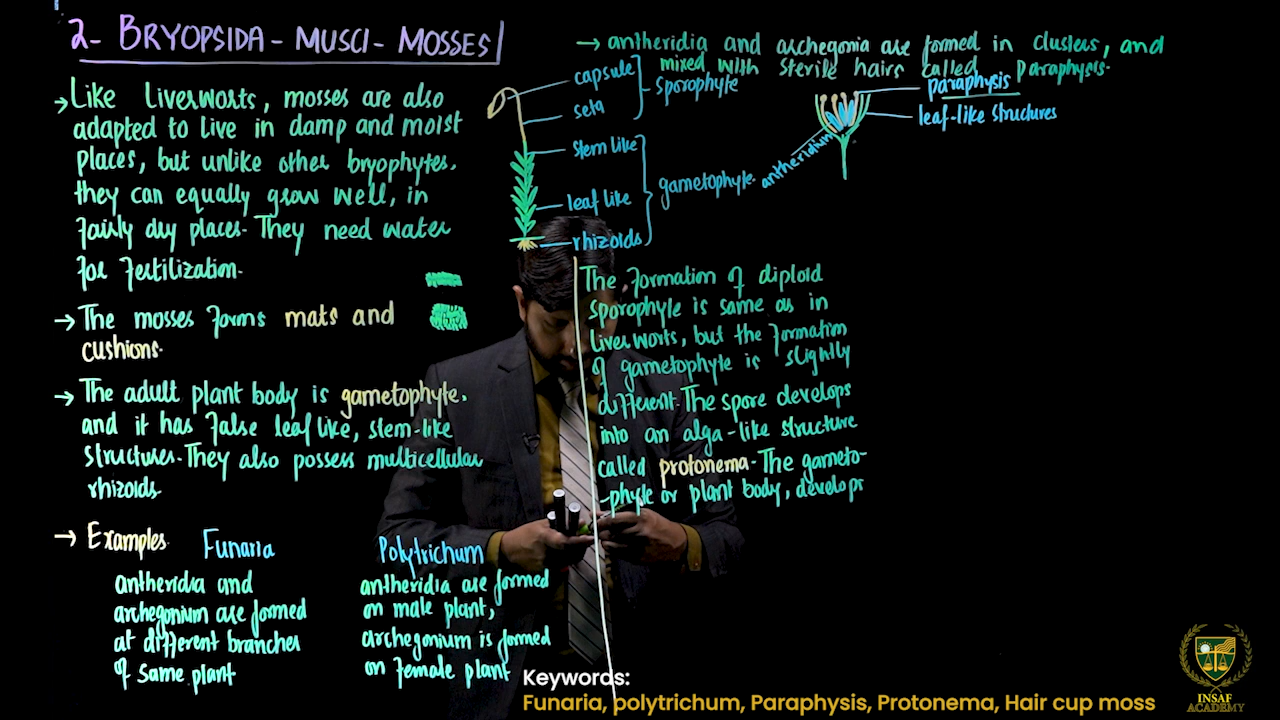 2- BRYOPSIDA - MUSCI - MOSSES
→ Like Liverworts, mosses are also
adapted to live in damp and moist
places, but unlike other bryophytes,
they can equally grow well, in
fairly dry places. They need water
for fertilization.
→ The mosses forms mats and
cushions.
→ The adult plant body is gametophyte,
and it has false leaf like, stem-like
structures. They also possess multicellular
rhizoids.
→ Examples.
Funaria
antheridia and
archegonium are formed
at different branches
of same plant
Polytrichum
antheridia are formed
on male plant,
archegonium is formed
on female plant
capsule
seta
sporophyte
stem like
leaf like
rhizoids
gametophyte.
→ antheridia and archegonia are formed in clusters, and
mixed with sterile hairs called paraphysis.
paraphysis
leaf-like structures
antheridium
The formation of diploid
sporophyte is same as in
liverworts, but the formation
of gametophyte is slightly
different. The spore develops
into an alga-like structure
called protonema. The gameto-
-phyte or plant body, develops
Keywords:
Funaria, polytrichum, Paraphysis, Protonema, Hair cup moss
INSAF
ACADEMY